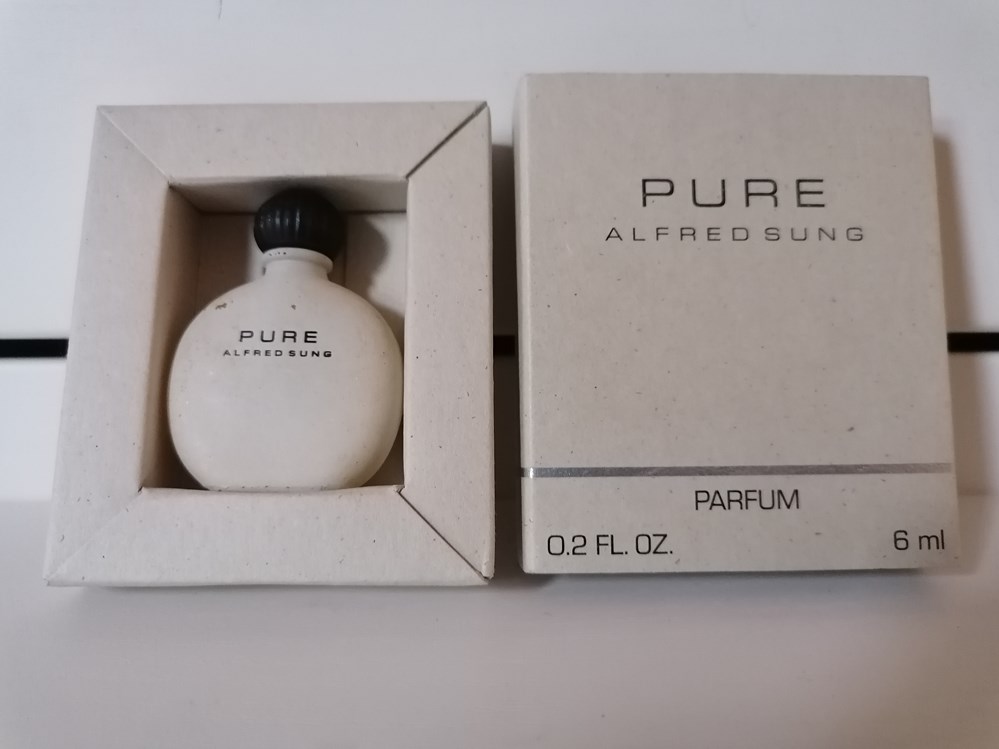 PURE
ALFRED SUNG
PURE
ALFRED SUNG
PARFUM
0.2 FL. OZ. 6 ml